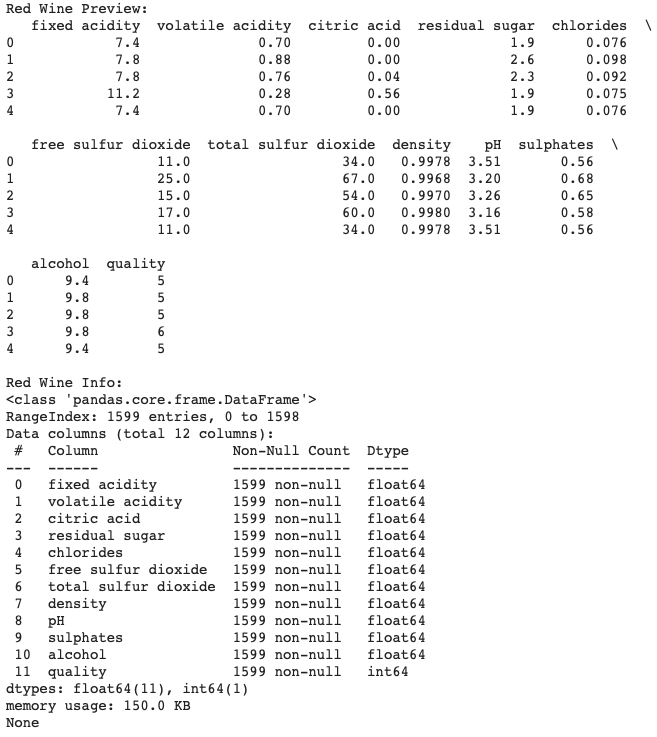 Red Wine Preview:
   fixed acidity  volatile acidity  citric acid  residual sugar  chlorides  \
0            7.4              0.70         0.00             1.9      0.076
1            7.8              0.88         0.00             2.6      0.098
2            7.8              0.76         0.04             2.3      0.092
3           11.2              0.28         0.56             1.9      0.075
4            7.4              0.70         0.00             1.9      0.076
   free sulfur dioxide  total sulfur dioxide  density    pH  sulphates  \
0                 11.0                  34.0   0.9978  3.51       0.56
1                 25.0                  67.0   0.9968  3.20       0.68
2                 15.0                  54.0   0.9970  3.26       0.65
3                 17.0                  60.0   0.9980  3.16       0.58
4                 11.0                  34.0   0.9978  3.51       0.56
   alcohol  quality
0      9.4        5
1      9.8        5
2      9.8        5
3      9.8        6
4      9.4        5
Red Wine Info:
<class 'pandas.core.frame.DataFrame'>
RangeIndex: 1599 entries, 0 to 1598
Data columns (total 12 columns):
 #   Column                Non-Null Count  Dtype
---  ------                --------------  -----
 0   fixed acidity         1599 non-null   float64
 1   volatile acidity      1599 non-null   float64
 2   citric acid           1599 non-null   float64
 3   residual sugar        1599 non-null   float64
 4   chlorides             1599 non-null   float64
 5   free sulfur dioxide   1599 non-null   float64
 6   total sulfur dioxide  1599 non-null   float64
 7   density               1599 non-null   float64
 8   pH                    1599 non-null   float64
 9   sulphates             1599 non-null   float64
 10  alcohol               1599 non-null   float64
 11  quality               1599 non-null   int64
dtypes: float64(11), int64(1)
memory usage: 150.0 KB
None